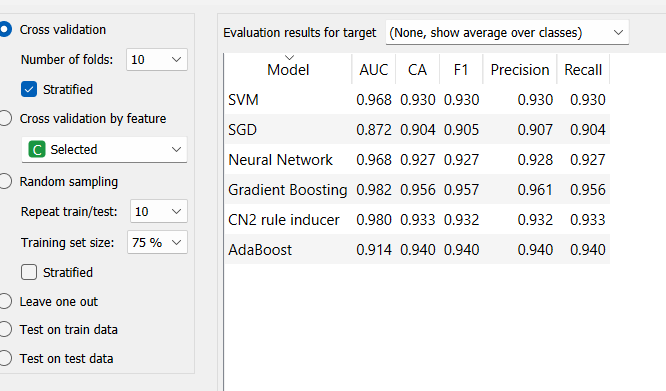 Cross validation
Number of folds: 10
Stratified
Cross validation by feature
C Selected
Random sampling
Repeat train/test: 10
Training set size: 75 %
Stratified
Leave one out
Test on train data
Test on test data
Evaluation results for target (None, show average over classes)
Model AUC CA F1 Precision Recall
SVM 0.968 0.930 0.930 0.930 0.930
SGD 0.872 0.904 0.905 0.907 0.904
Neural Network 0.968 0.927 0.927 0.928 0.927
Gradient Boosting 0.982 0.956 0.957 0.961 0.956
CN2 rule inducer 0.980 0.933 0.932 0.932 0.933
AdaBoost 0.914 0.940 0.940 0.940 0.940